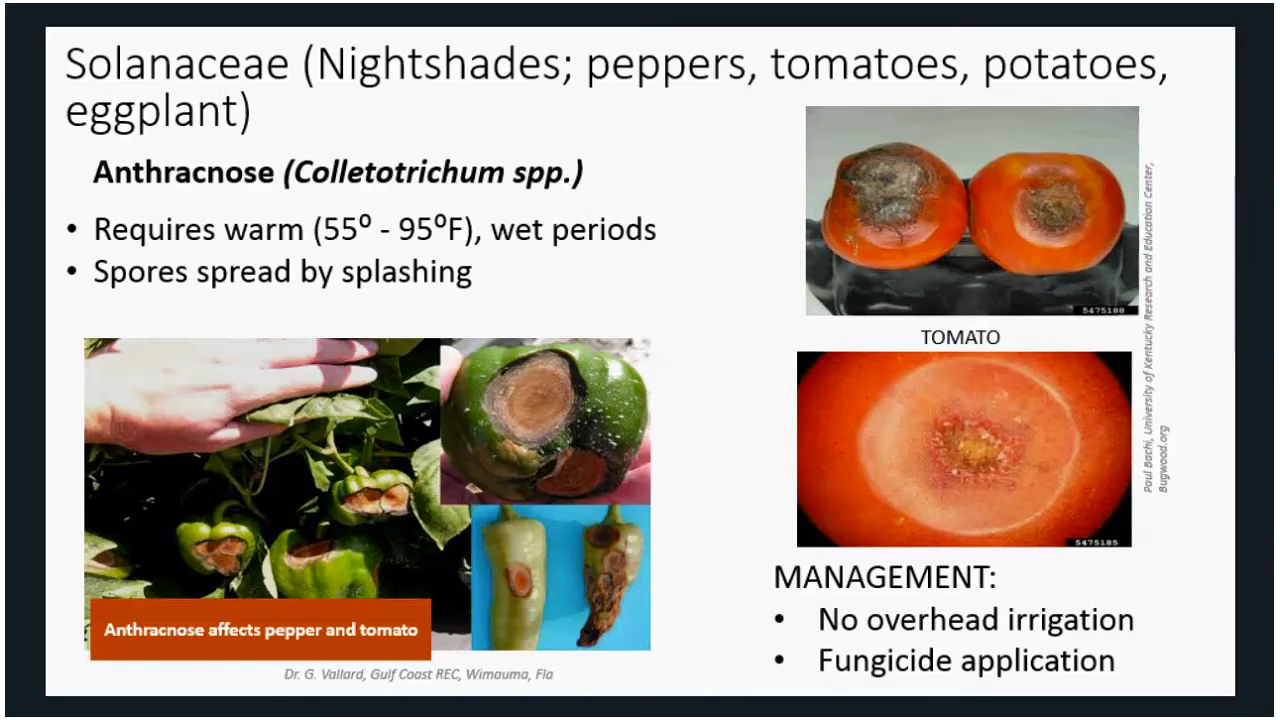 Solanaceae (Nightshades; peppers, tomatoes, potatoes,
eggplant)
Anthracnose (Colletotrichum spp.)
• Requires warm (55⁰ - 95⁰F), wet periods
• Spores spread by splashing
5475188
TOMATO
5475185
Paul Bachi, University of Kentucky Research and Education Center,
Bugwood.org
Anthracnose affects pepper and tomato
Dr. G. Vallard, Gulf Coast REC, Wimauma, Fla
MANAGEMENT:
• No overhead irrigation
• Fungicide application